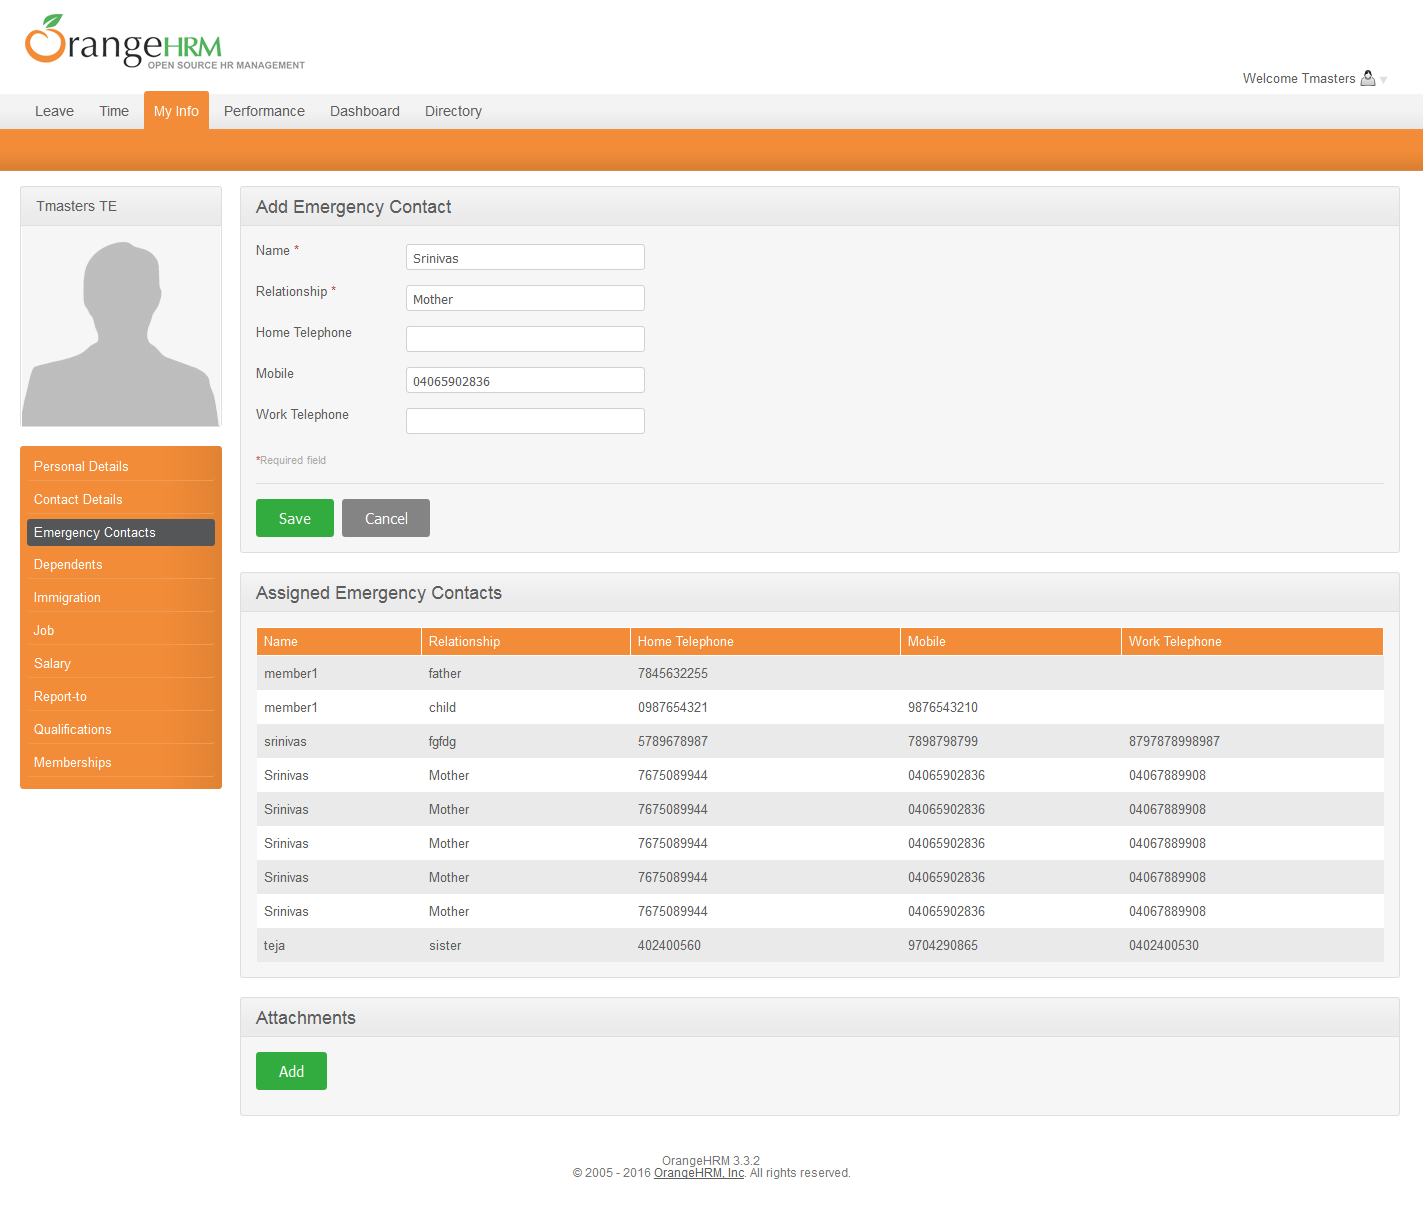 OrangeHRM
OPEN SOURCE HR MANAGEMENT
Welcome Tmasters
Leave Time My Info Performance Dashboard Directory
Tmasters TE
Personal Details
Contact Details
Emergency Contacts
Dependents
Immigration
Job
Salary
Report-to
Qualifications
Memberships
Add Emergency Contact
Name * Srinivas
Relationship * Mother
Home Telephone
Mobile 04065902836
Work Telephone
*Required field
Save Cancel
Assigned Emergency Contacts
Name Relationship Home Telephone Mobile Work Telephone
member1 father 7845632255
member1 child 0987654321 9876543210
srinivas fgfdg 5789678987 7898798799 8797878998987
Srinivas Mother 7675089944 04065902836 04067889908
Srinivas Mother 7675089944 04065902836 04067889908
Srinivas Mother 7675089944 04065902836 04067889908
Srinivas Mother 7675089944 04065902836 04067889908
Srinivas Mother 7675089944 04065902836 04067889908
teja sister 402400560 9704290865 0402400530
Attachments
Add
OrangeHRM 3.3.2
© 2005 - 2016 OrangeHRM, Inc. All rights reserved.